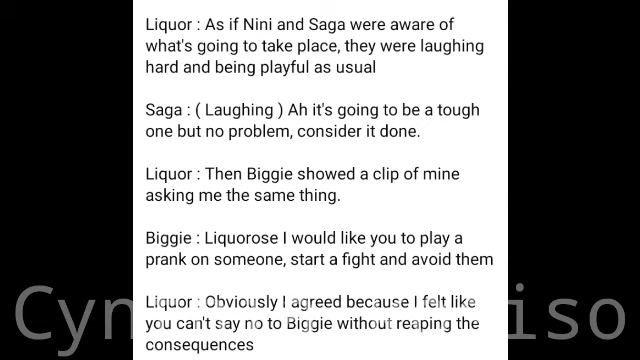 Liquor : As if Nini and Saga were aware of
what's going to take place, they were laughing
hard and being playful as usual
Saga : ( Laughing ) Ah it's going to be a tough
one but no problem, consider it done.
Liquor : Then Biggie showed a clip of mine
asking me the same thing.
Biggie : Liquorose I would like you to play a
prank on someone, start a fight and avoid them
Liquor : Obviously I agreed because I felt like
you can't say no to Biggie without reaping the
consequences